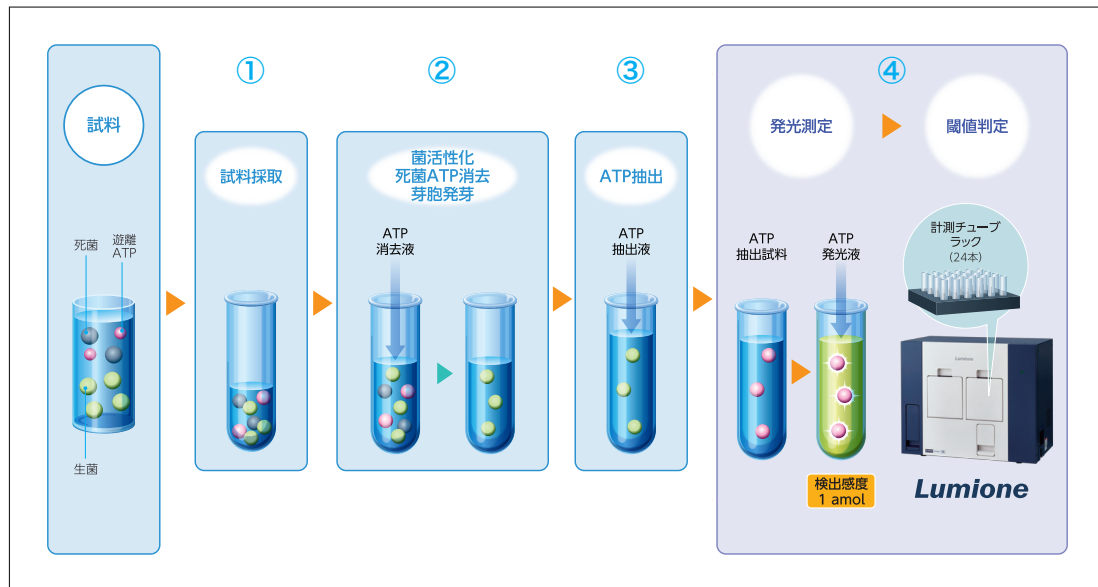 試料
死菌
遊離
ATP
生菌
①
試料採取
②
菌活性化
死菌ATP消去
芽胞発芽
ATP
消去液
③
ATP抽出
ATP
抽出液
④
発光測定
閾値判定
ATP
抽出試料
ATP
発光液
検出感度
1 amol
計測チューブ
ラック
(24本)
Lumione
Lumione